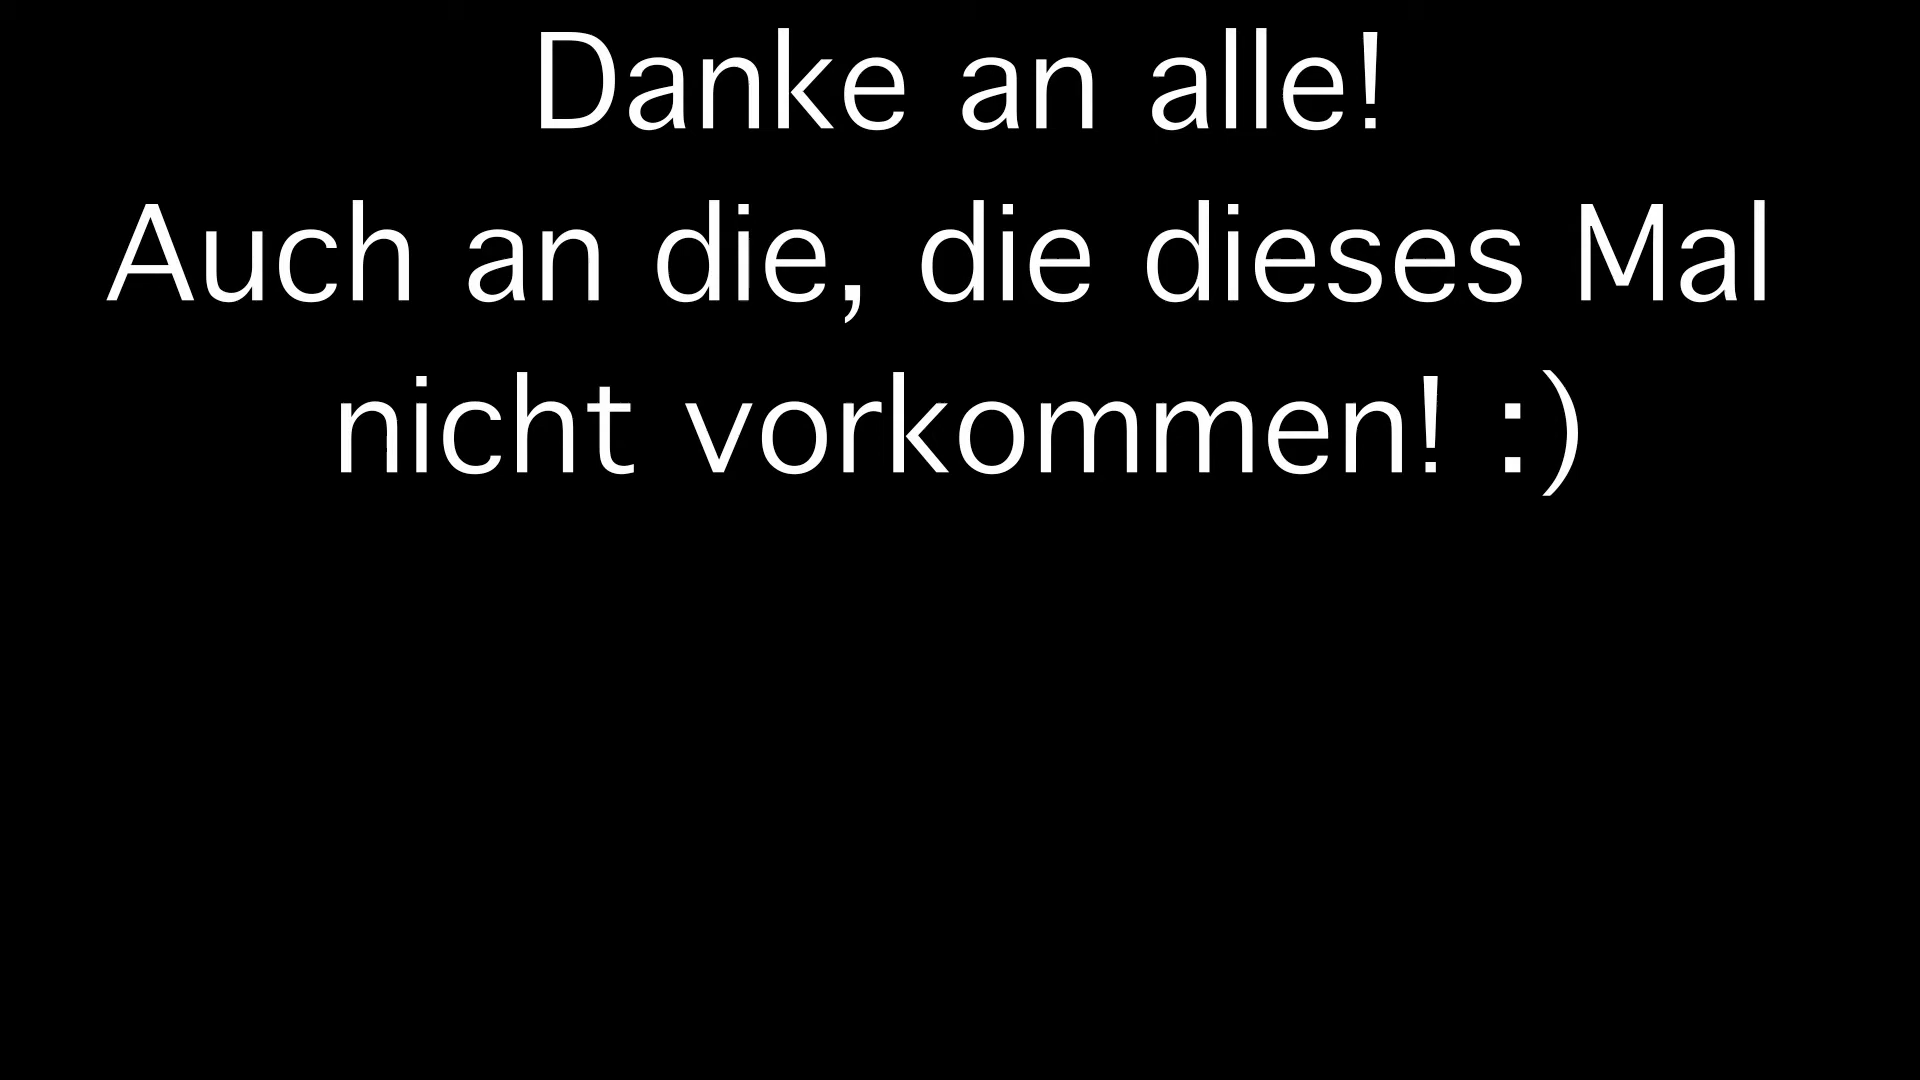 Danke an alle!
Auch an die, die dieses Mal
nicht vorkommen! :)